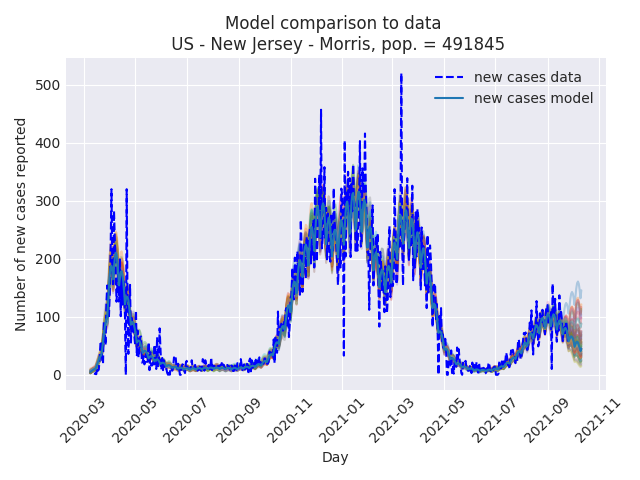 Model comparison to data
US - New Jersey - Morris, pop. = 491845
new cases data
new cases model
Number of new cases reported
500
400
300
200
100
0
2020-03
2020-05
2020-07
2020-09
2020-11
2021-01
2021-03
2021-05
2021-07
2021-09
2021-11
Day